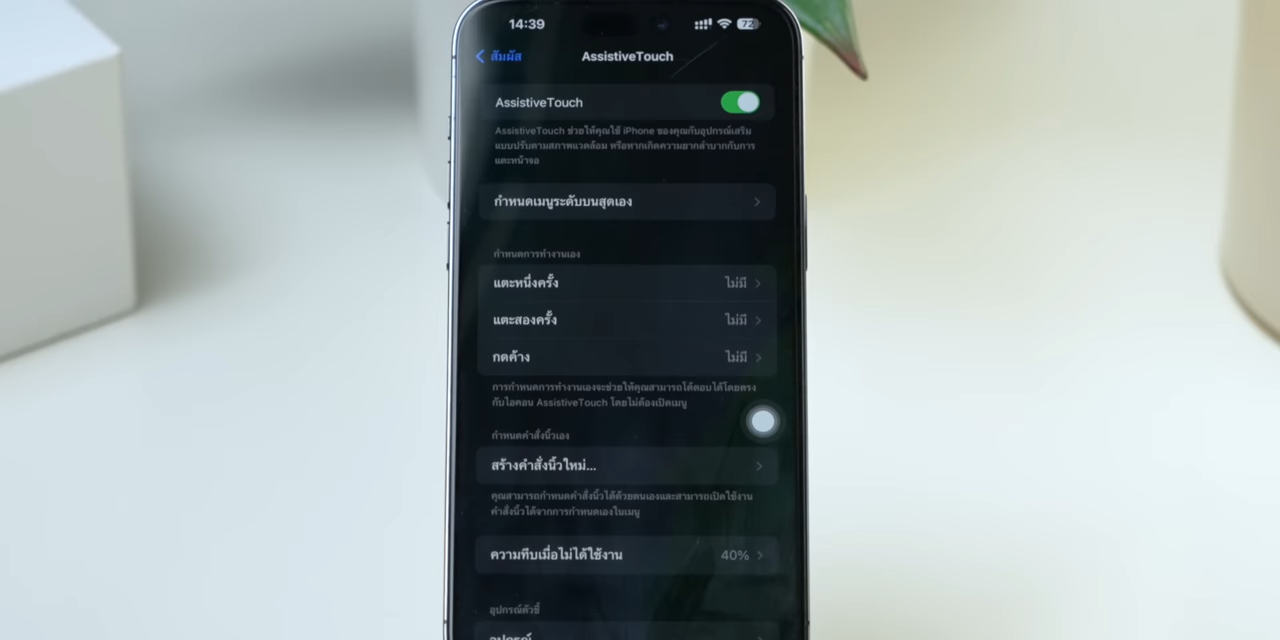 14:39
72
สัมผัส
AssistiveTouch
AssistiveTouch
AssistiveTouch ช่วยให้คุณใช้ iPhone ของคุณกับอุปกรณ์เสริม
แบบปรับตามสภาพแวดล้อม หรือหากเกิดความยากลำบากกับการ
แตะหน้าจอ
กำหนดเมนูระดับบนสุดเอง
กำหนดการทำงานเอง
แตะหนึ่งครั้ง ไม่มี
แตะสองครั้ง ไม่มี
กดค้าง ไม่มี
การกำหนดการทำงานเองจะช่วยให้คุณสามารถโต้ตอบได้โดยตรง
กับไอคอน AssistiveTouch โดยไม่ต้องเปิดเมนู
กำหนดคำสั่งนิ้วเอง
สร้างคำสั่งนิ้วใหม่...
คุณสามารถกำหนดคำสั่งนิ้วได้ด้วยตนเองและสามารถเปิดใช้งาน
คำสั่งนิ้วได้จากการกำหนดเองในเมนู
ความทึบเมื่อไม่ได้ใช้งาน 40%
อุปกรณ์ตัวชี้
อุปกรณ์